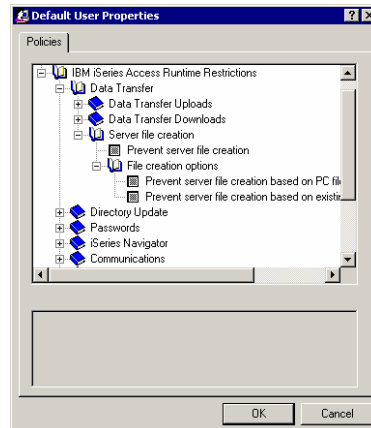 Default User Properties
Policies
IBM iSeries Access Runtime Restrictions
Data Transfer
Data Transfer Uploads
Data Transfer Downloads
Server file creation
Prevent server file creation
File creation options
Prevent server file creation based on PC
Prevent server file creation based on
Directory Update
Passwords
iSeries Navigator
Communications
OK
Cancel